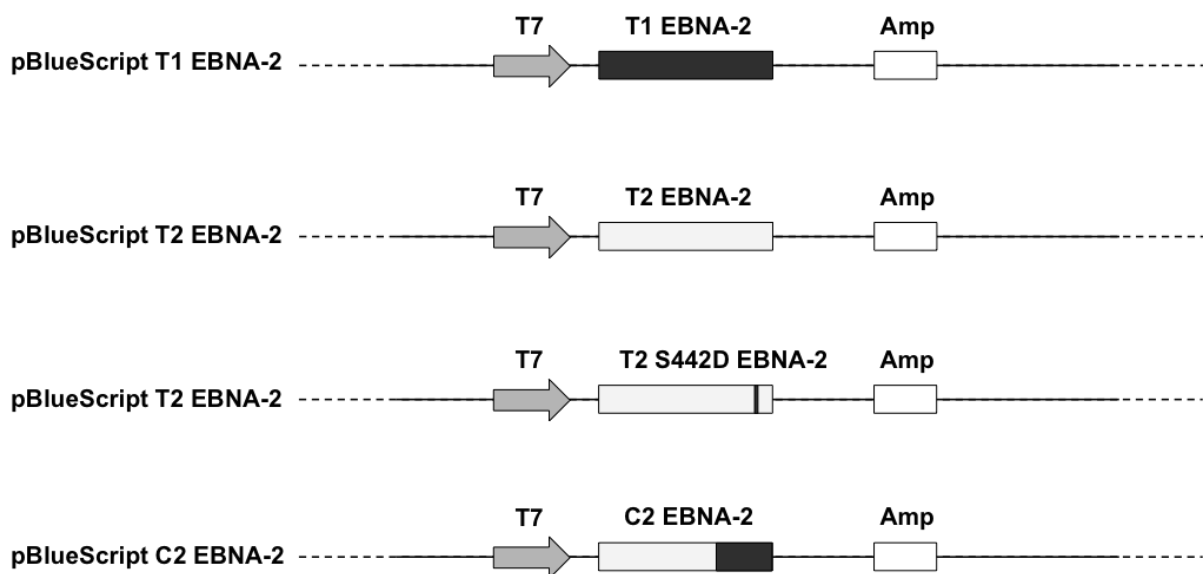 T7 T1 EBNA-2 Amp
pBlueScript T1 EBNA-2
T7 T2 EBNA-2 Amp
pBlueScript T2 EBNA-2
T7 T2 S442D EBNA-2 Amp
pBlueScript T2 EBNA-2
T7 C2 EBNA-2 Amp
pBlueScript C2 EBNA-2